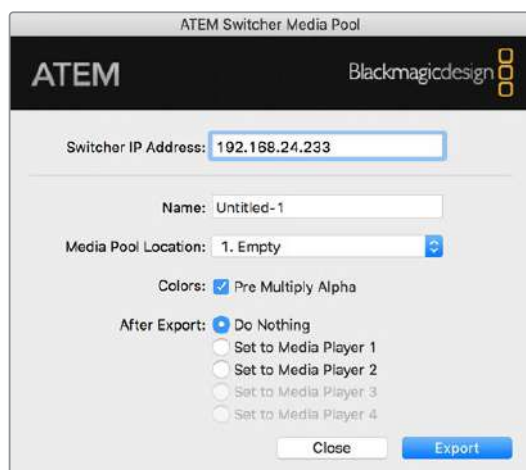 ATEM Switcher Media Pool
ATEM
Blackmagicdesign
Switcher IP Address: 192.168.24.233
Name: Untitled-1
Media Pool Location: 1. Empty
Colors: Pre Multiply Alpha
After Export: Do Nothing
Set to Media Player 1
Set to Media Player 2
Set to Media Player 3
Set to Media Player 4
Close Export